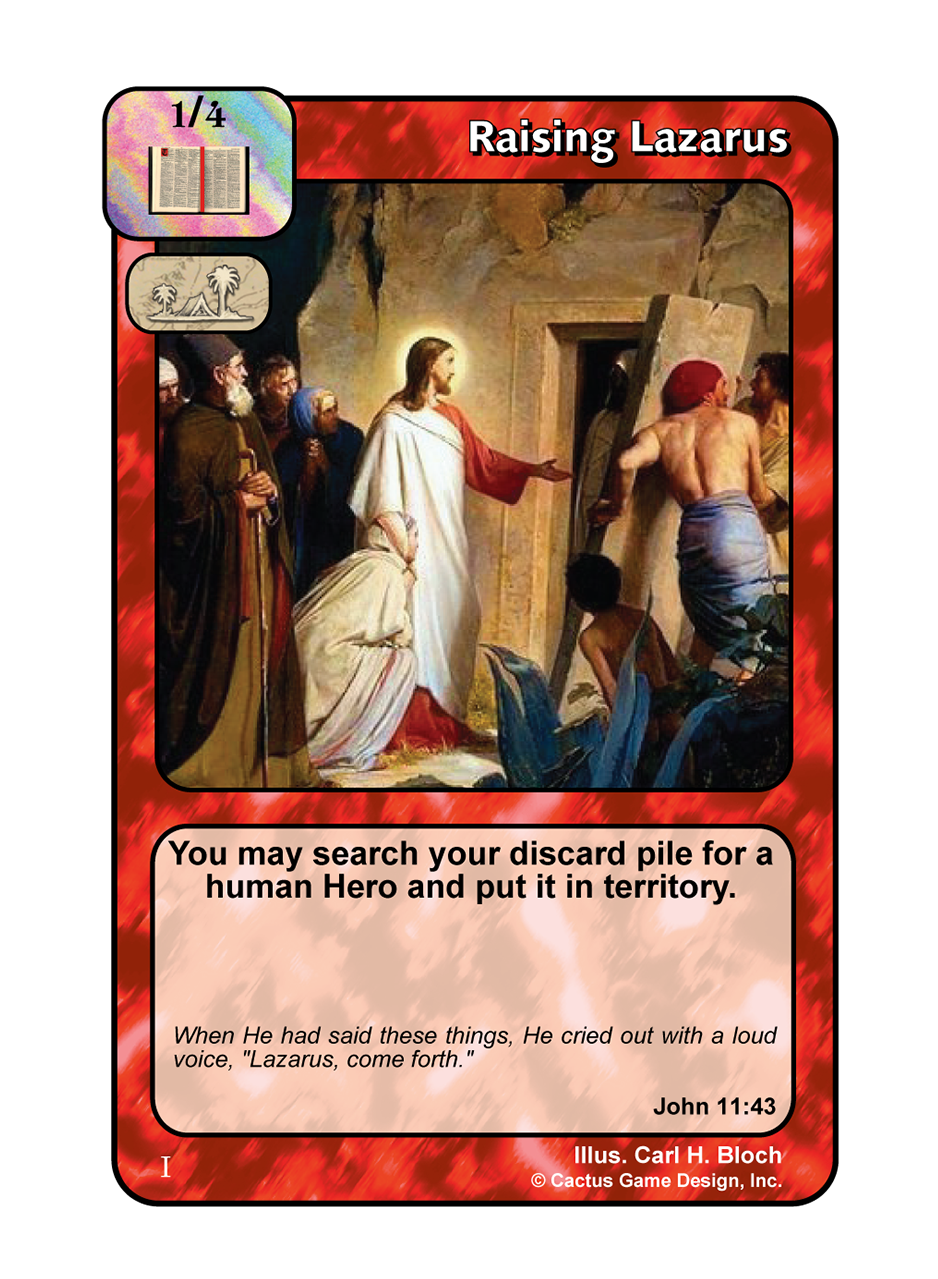 1/4
Raising Lazarus
You may search your discard pile for a
human Hero and put it in territory.
When He had said these things, He cried out with a loud
voice, "Lazarus, come forth."
John 11:43
I
Illus. Carl H. Bloch
© Cactus Game Design, Inc.